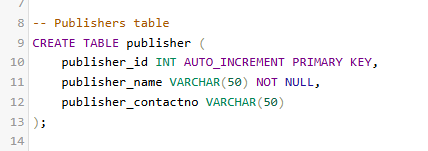 7
8 -- Publishers table
9 CREATE TABLE publisher (
10     publisher_id INT AUTO_INCREMENT PRIMARY KEY,
11     publisher_name VARCHAR(50) NOT NULL,
12     publisher_contactno VARCHAR(50)
13 );
14